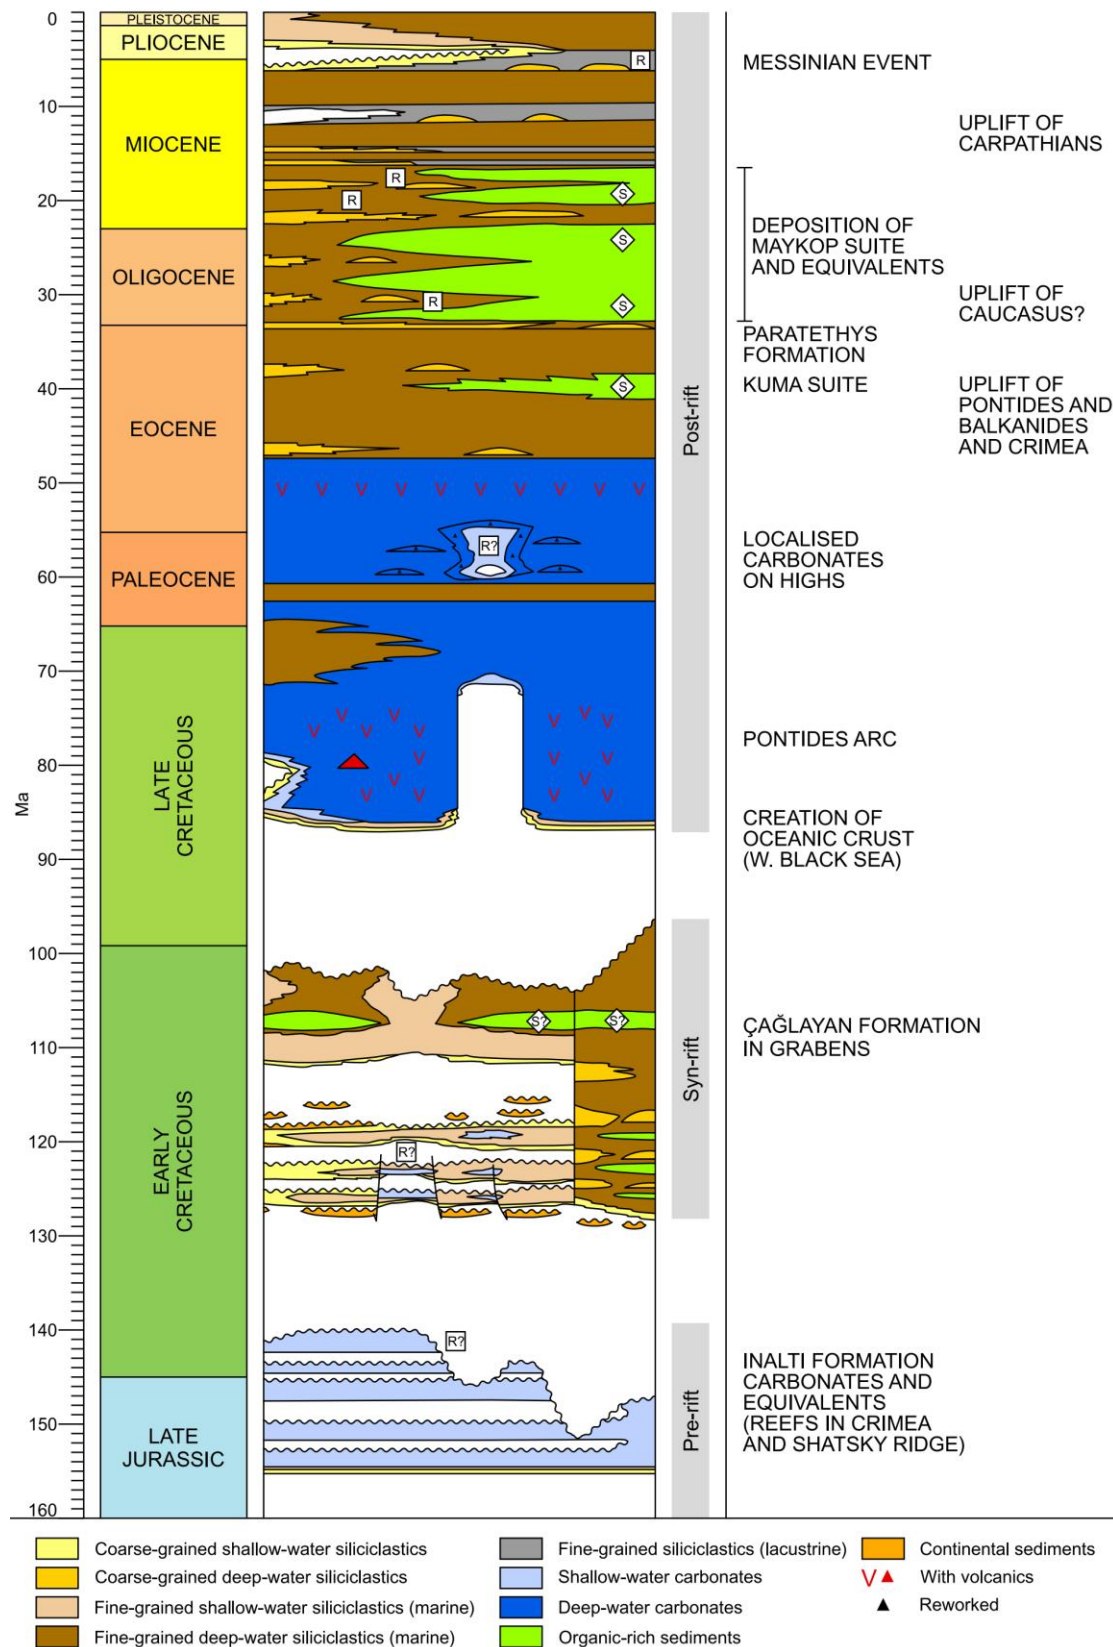 0
10
20
30
40
50
60
70
80
90
100
110
120
130
140
150
160
Ma
PLEISTOCENE
PLIOCENE
MIOCENE
OLIGOCENE
EOCENE
PALEOCENE
LATE
CRETACEOUS
EARLY
CRETACEOUS
LATE
JURASSIC
R
R
R
S
S
R
S
S
R?
S?
S?
R?
R?
Post-rift
Syn-rift
Pre-rift
MESSINIAN EVENT
UPLIFT OF
CARPATHIANS
DEPOSITION OF
MAYKOP SUITE
AND EQUIVALENTS
UPLIFT OF
CAUCASUS?
PARATETHYS
FORMATION
KUMA SUITE
UPLIFT OF
PONTIDES AND
BALKANIDES
AND CRIMEA
LOCALISED
CARBONATES
ON HIGHS
PONTIDES ARC
CREATION OF
OCEANIC CRUST
(W. BLACK SEA)
ÇAĞLAYAN FORMATION
IN GRABENS
INALTI FORMATION
CARBONATES AND
EQUIVALENTS
(REEFS IN CRIMEA
AND SHATSKY RIDGE)
Coarse-grained shallow-water siliciclastics
Coarse-grained deep-water siliciclastics
Fine-grained shallow-water siliciclastics (marine)
Fine-grained deep-water siliciclastics (marine)
Fine-grained siliciclastics (lacustrine)
Shallow-water carbonates
Deep-water carbonates
Organic-rich sediments
Continental sediments
With volcanics
Reworked